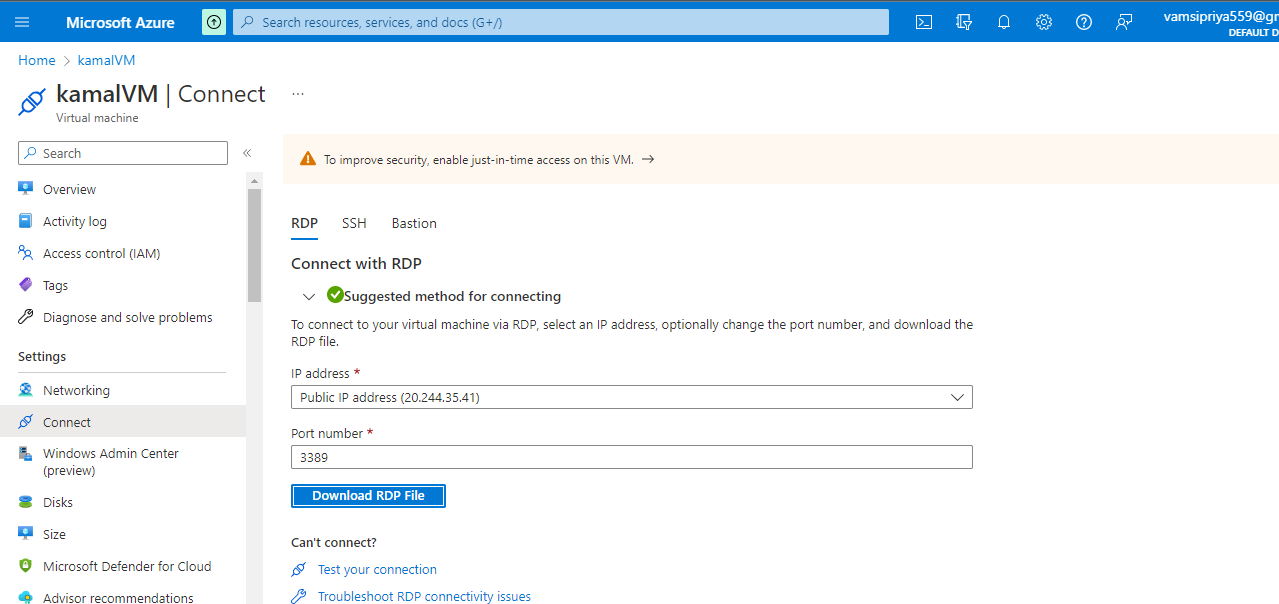 Microsoft Azure
Search resources, services, and docs (G+/)
vamsipriya559@gr
DEFAULT D
Home > kamalVM
kamalVM | Connect ...
Virtual machine
Search
«
Overview
Activity log
Access control (IAM)
Tags
Diagnose and solve problems
Settings
Networking
Connect
Windows Admin Center
(preview)
Disks
Size
Microsoft Defender for Cloud
Advisor recommendations
To improve security, enable just-in-time access on this VM. →
RDP SSH Bastion
Connect with RDP
Suggested method for connecting
To connect to your virtual machine via RDP, select an IP address, optionally change the port number, and download the
RDP file.
IP address *
Public IP address (20.244.35.41)
Port number *
3389
Download RDP File
Can't connect?
Test your connection
Troubleshoot RDP connectivity issues